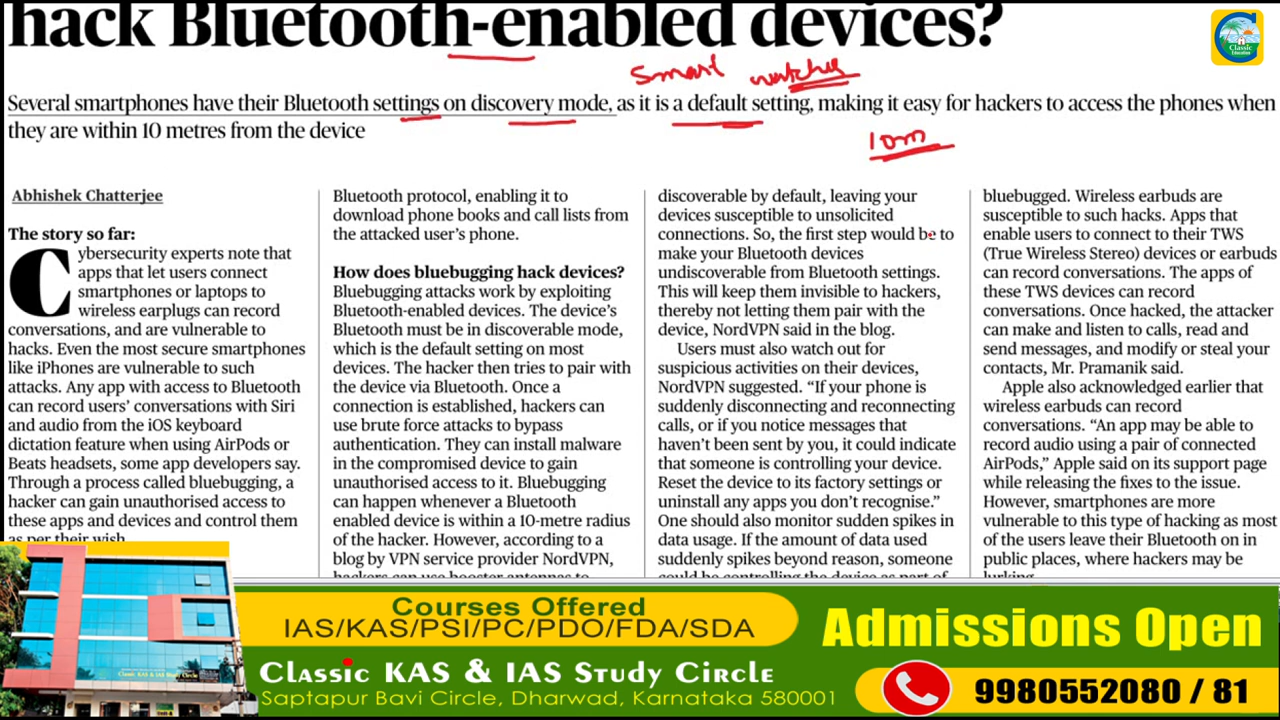 hack Bluetooth-enabled devices?
Classic
Education
Smart watches
Several smartphones have their Bluetooth settings on discovery mode, as it is a default setting, making it easy for hackers to access the phones when
they are within 10 metres from the device
10m
Abhishek Chatterjee
The story so far:
Cybersecurity experts note that
apps that let users connect
smartphones or laptops to
wireless earplugs can record
conversations, and are vulnerable to
hacks. Even the most secure smartphones
like iPhones are vulnerable to such
attacks. Any app with access to Bluetooth
can record users’ conversations with Siri
and audio from the iOS keyboard
dictation feature when using AirPods or
Beats headsets, some app developers say.
Through a process called bluebugging, a
hacker can gain unauthorised access to
these apps and devices and control them
as per their wish
Bluetooth protocol, enabling it to
download phone books and call lists from
the attacked user’s phone.
How does bluebugging hack devices?
Bluebugging attacks work by exploiting
Bluetooth-enabled devices. The device’s
Bluetooth must be in discoverable mode,
which is the default setting on most
devices. The hacker then tries to pair with
the device via Bluetooth. Once a
connection is established, hackers can
use brute force attacks to bypass
authentication. They can install malware
in the compromised device to gain
unauthorised access to it. Bluebugging
can happen whenever a Bluetooth
enabled device is within a 10-metre radius
of the hacker. However, according to a
blog by VPN service provider NordVPN,
hackers can use booster antennas to
discoverable by default, leaving your
devices susceptible to unsolicited
connections. So, the first step would be to
make your Bluetooth devices
undiscoverable from Bluetooth settings.
This will keep them invisible to hackers,
thereby not letting them pair with the
device, NordVPN said in the blog.
Users must also watch out for
suspicious activities on their devices,
NordVPN suggested. “If your phone is
suddenly disconnecting and reconnecting
calls, or if you notice messages that
haven’t been sent by you, it could indicate
that someone is controlling your device.
Reset the device to its factory settings or
uninstall any apps you don’t recognise.”
One should also monitor sudden spikes in
data usage. If the amount of data used
suddenly spikes beyond reason, someone
could be controlling the device as part of
bluebugged. Wireless earbuds are
susceptible to such hacks. Apps that
enable users to connect to their TWS
(True Wireless Stereo) devices or earbuds
can record conversations. The apps of
these TWS devices can record
conversations. Once hacked, the attacker
can make and listen to calls, read and
send messages, and modify or steal your
contacts, Mr. Pramanik said.
Apple also acknowledged earlier that
wireless earbuds can record
conversations. “An app may be able to
record audio using a pair of connected
AirPods,” Apple said on its support page
while releasing the fixes to the issue.
However, smartphones are more
vulnerable to this type of hacking as most
of the users leave their Bluetooth on in
public places, where hackers may be
lurking
Courses Offered
IAS/KAS/PSI/PC/PDO/FDA/SDA
Classic KAS & IAS Study Circle
Saptapur Bavi Circle, Dharwad, Karnataka 580001
Admissions Open
9980552080 / 81